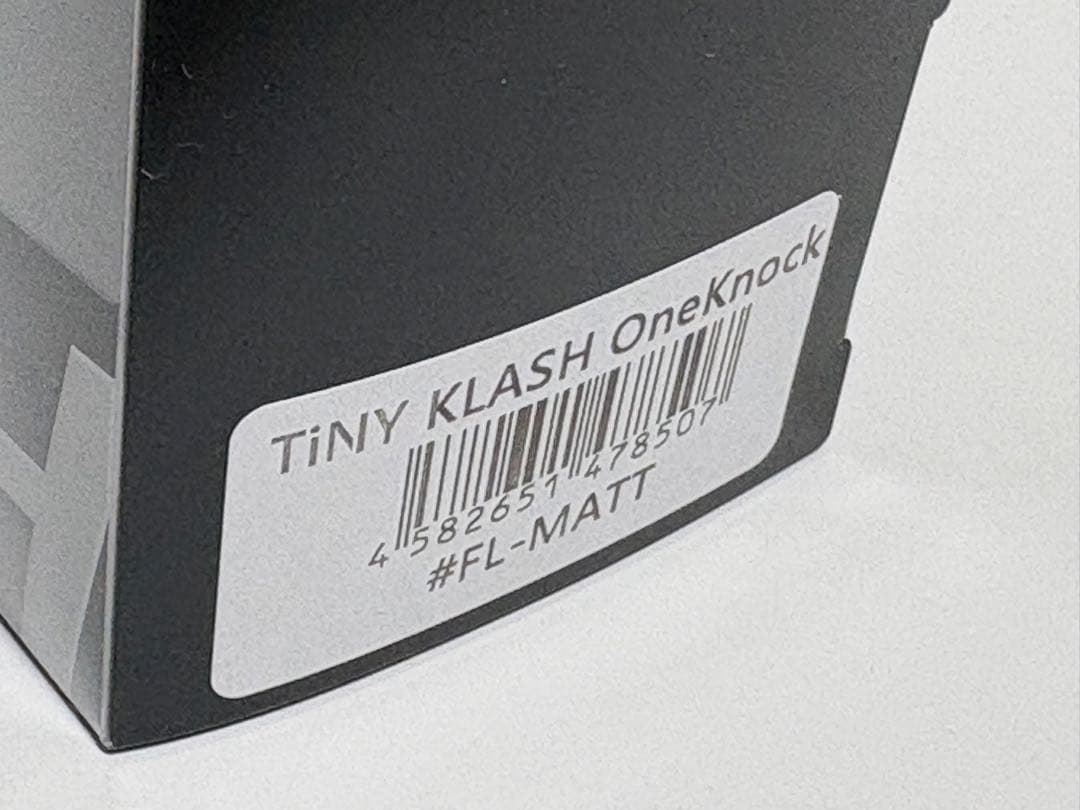 TiNY KLASH OneKnock
4 582651 478507
#FL-MATT